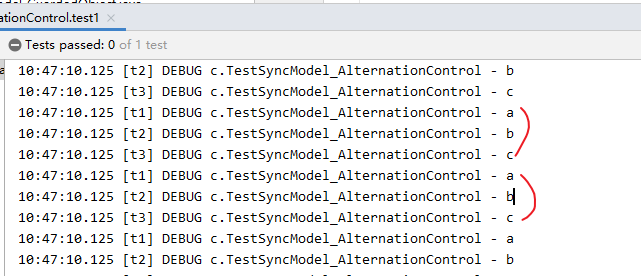 ationControl.test1 ×
Tests passed: 0 of 1 test
10:47:10.125 [t2] DEBUG c.TestSyncModel_AlternationControl - b
10:47:10.125 [t3] DEBUG c.TestSyncModel_AlternationControl - c
10:47:10.125 [t1] DEBUG c.TestSyncModel_AlternationControl - a
10:47:10.125 [t2] DEBUG c.TestSyncModel_AlternationControl - b
10:47:10.125 [t3] DEBUG c.TestSyncModel_AlternationControl - c
10:47:10.125 [t1] DEBUG c.TestSyncModel_AlternationControl - a
10:47:10.125 [t2] DEBUG c.TestSyncModel_AlternationControl - b
10:47:10.125 [t3] DEBUG c.TestSyncModel_AlternationControl - c
10:47:10.125 [t1] DEBUG c.TestSyncModel_AlternationControl - a
10:47:10.125 [t2] DEBUG c.TestSyncModel_AlternationControl - b